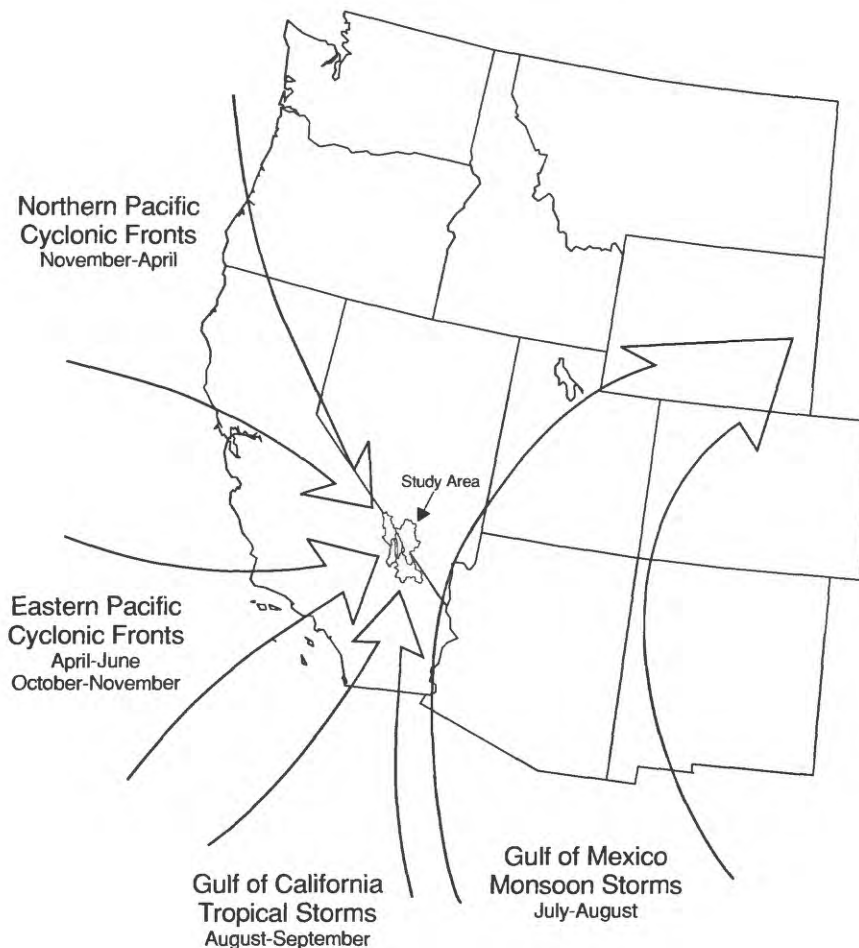 Northern Pacific
Cyclonic Fronts
November-April
Study Area
Eastern Pacific
Cyclonic Fronts
April-June
October-November
Gulf of California
Tropical Storms
August-September
Gulf of Mexico
Monsoon Storms
July-August